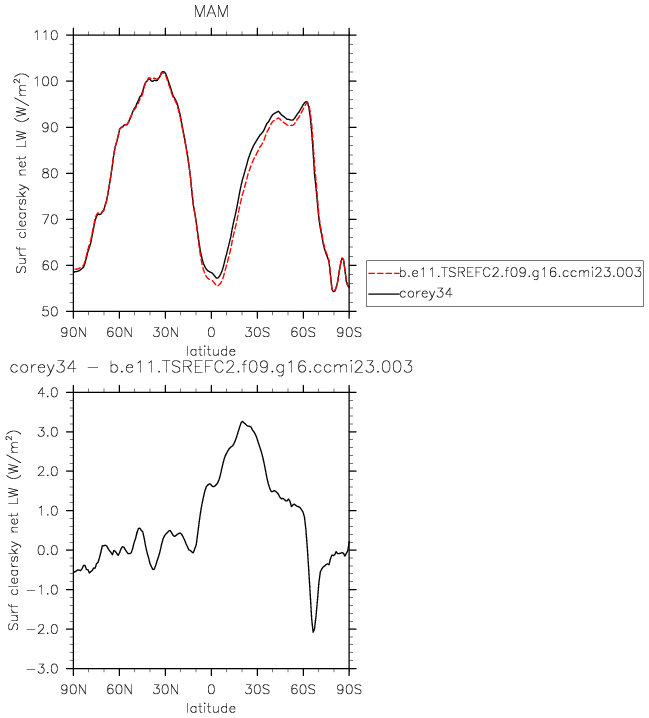 MAM
110
100
90
80
70
60
50
Surf clearsky net LW (W/m²)
90N 60N 30N 0 30S 60S 90S
latitude
b.e11.TSREFC2.f09.g16.ccmi23.003
corey34
corey34 − b.e11.TSREFC2.f09.g16.ccmi23.003
4.0
3.0
2.0
1.0
0.0
−1.0
−2.0
−3.0
Surf clearsky net LW (W/m²)
90N 60N 30N 0 30S 60S 90S
latitude